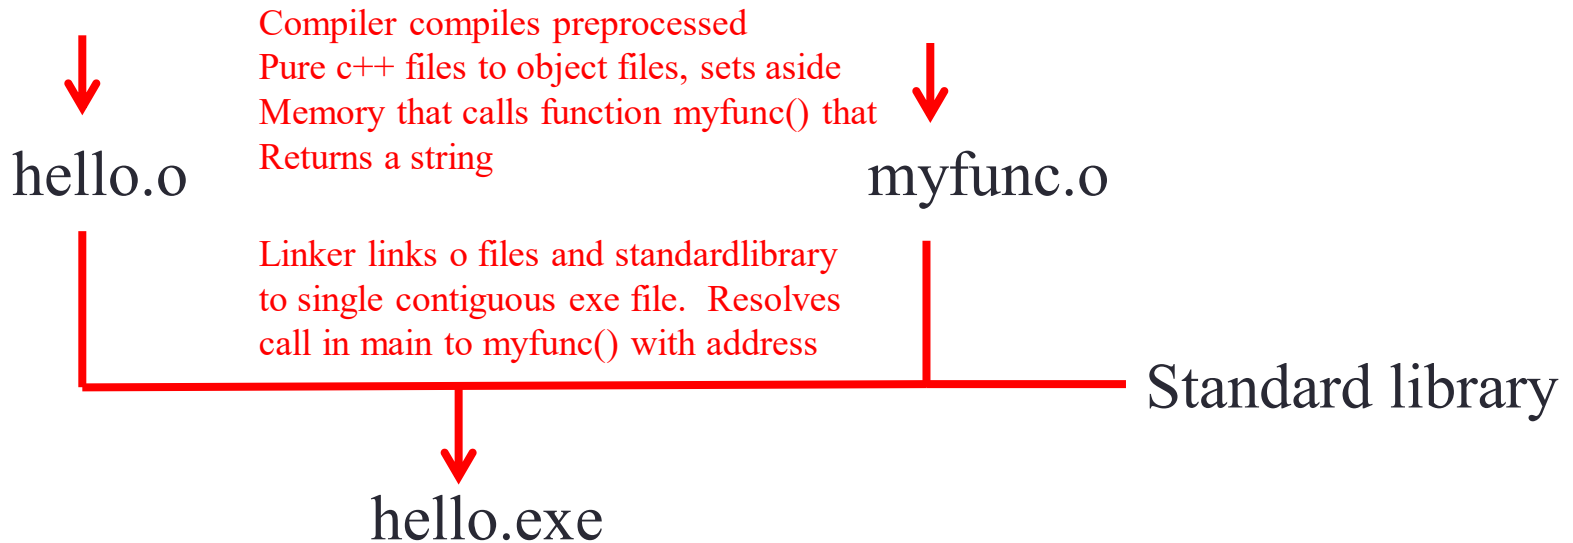 Compiler compiles preprocessed
Pure c++ files to object files, sets aside
Memory that calls function myfunc() that
Returns a string
hello.o
myfunc.o
Linker links o files and standardlibrary
to single contiguous exe file.  Resolves
call in main to myfunc() with address
Standard library
hello.exe